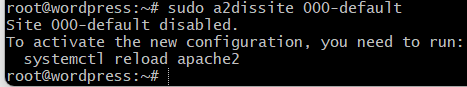 root@wordpress:~# sudo a2dissite 000-default
Site 000-default disabled.
To activate the new configuration, you need to run:
  systemctl reload apache2
root@wordpress:~#